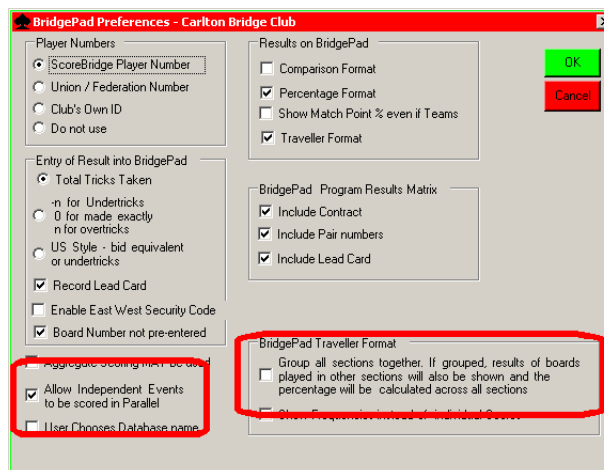 BridgePad Preferences - Carlton Bridge Club
Player Numbers
ScoreBridge Player Number
Union / Federation Number
Club's Own ID
Do not use
Entry of Result into BridgePad
Total Tricks Taken
-n for Undertricks
0 for made exactly
n for overtricks
US Style - bid equivalent
or undertricks
Record Lead Card
Enable East West Security Code
Board Number not pre-entered
Aggregate Scoring MAY be used
Allow Independent Events
to be scored in Parallel
User Chooses Database name
Results on BridgePad
Comparison Format
Percentage Format
Show Match Point % even if Teams
Traveller Format
BridgePad Program Results Matrix
Include Contract
Include Pair numbers
Include Lead Card
BridgePad Traveller Format
Group all sections together. If grouped, results of boards
played in other sections will also be shown and the
percentage will be calculated across all sections
Show Frequencies instead of individual
OK
Cancel